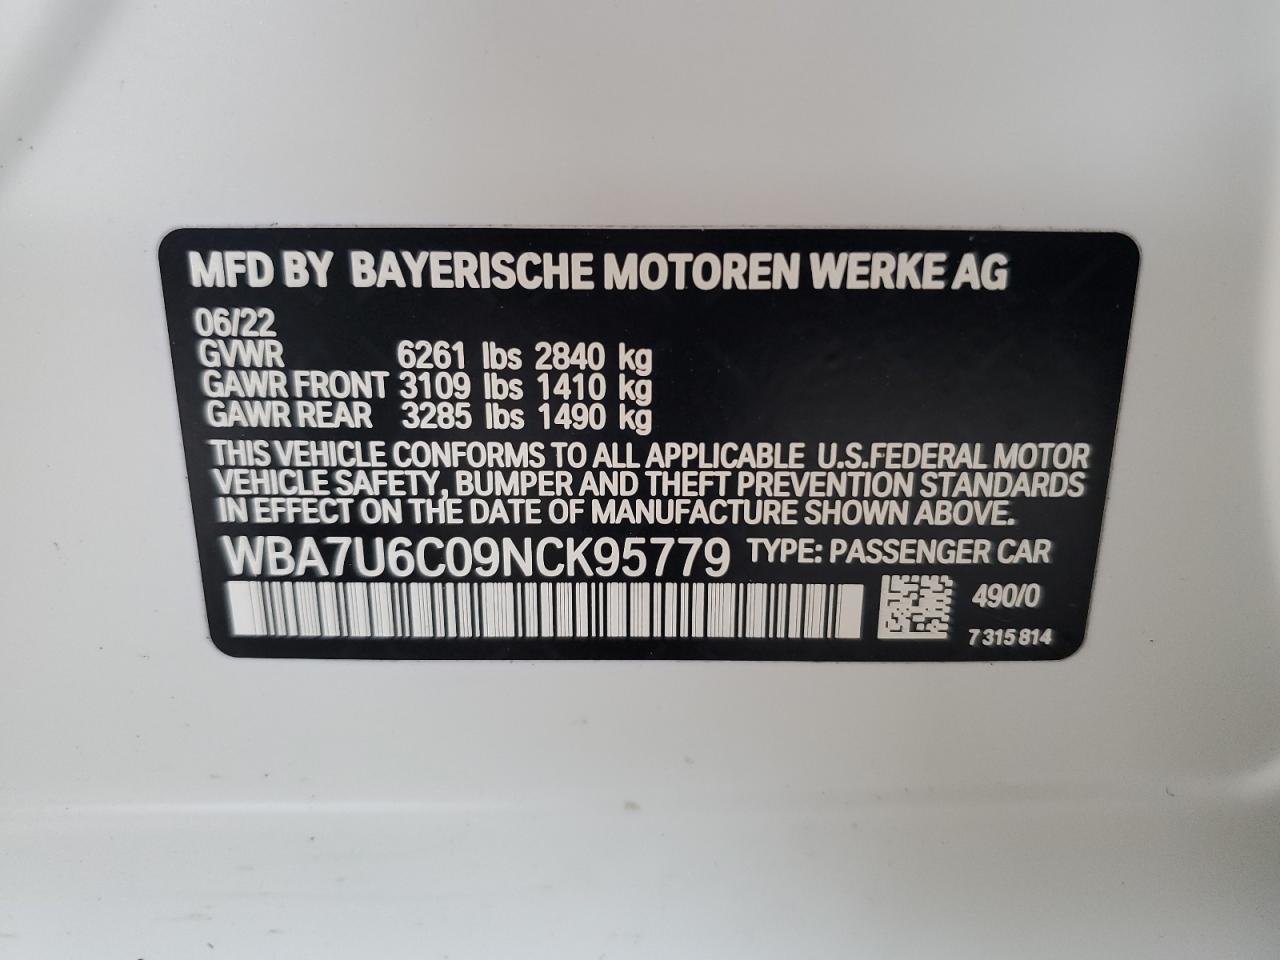 MFD BY BAYERISCHE MOTOREN WERKE AG
06/22
GVWR 6261 lbs 2840 kg
GAWR FRONT 3109 lbs 1410 kg
GAWR REAR 3285 lbs 1490 kg
THIS VEHICLE CONFORMS TO ALL APPLICABLE U.S.FEDERAL MOTOR
VEHICLE SAFETY, BUMPER AND THEFT PREVENTION STANDARDS
IN EFFECT ON THE DATE OF MANUFACTURE SHOWN ABOVE.
WBA7U6C09NCK95779 TYPE: PASSENGER CAR
490/0
7 315 814